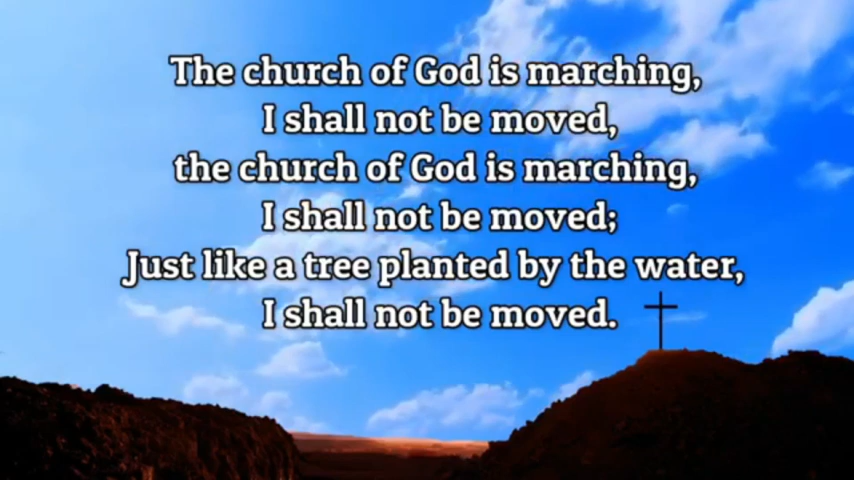 The church of God is marching,
I shall not be moved,
the church of God is marching,
I shall not be moved;
Just like a tree planted by the water,
I shall not be moved.